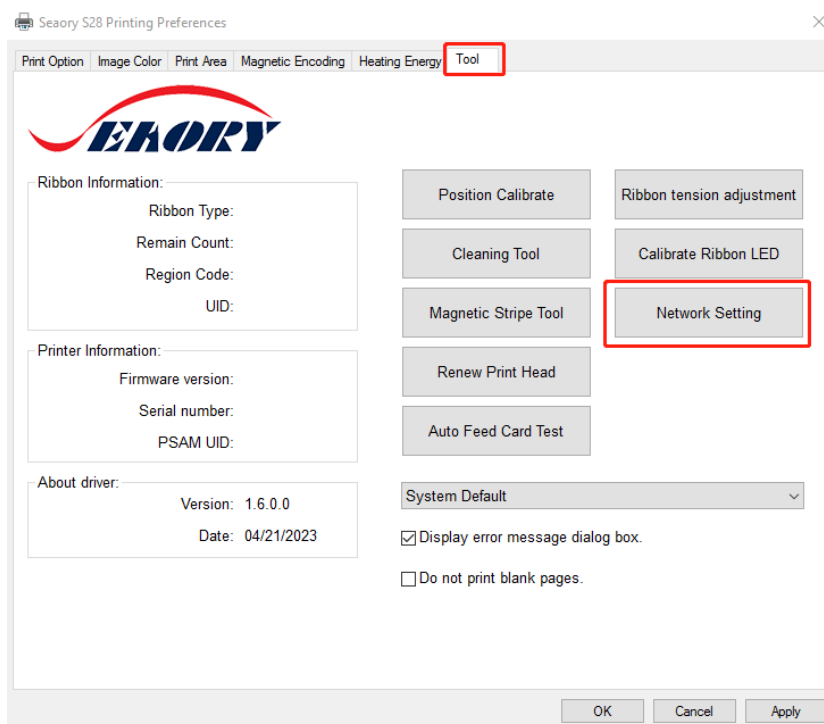 Seaory S28 Printing Preferences
Print Option Image Color Print Area Magnetic Encoding Heating Energy Tool
SEAORY
Ribbon Information:
Ribbon Type:
Remain Count:
Region Code:
UID:
Printer Information:
Firmware version:
Serial number:
PSAM UID:
About driver:
Version: 1.6.0.0
Date: 04/21/2023
Position Calibrate
Ribbon tension adjustment
Cleaning Tool
Calibrate Ribbon LED
Magnetic Stripe Tool
Network Setting
Renew Print Head
Auto Feed Card Test
System Default
Display error message dialog box.
Do not print blank pages.
OK Cancel Apply